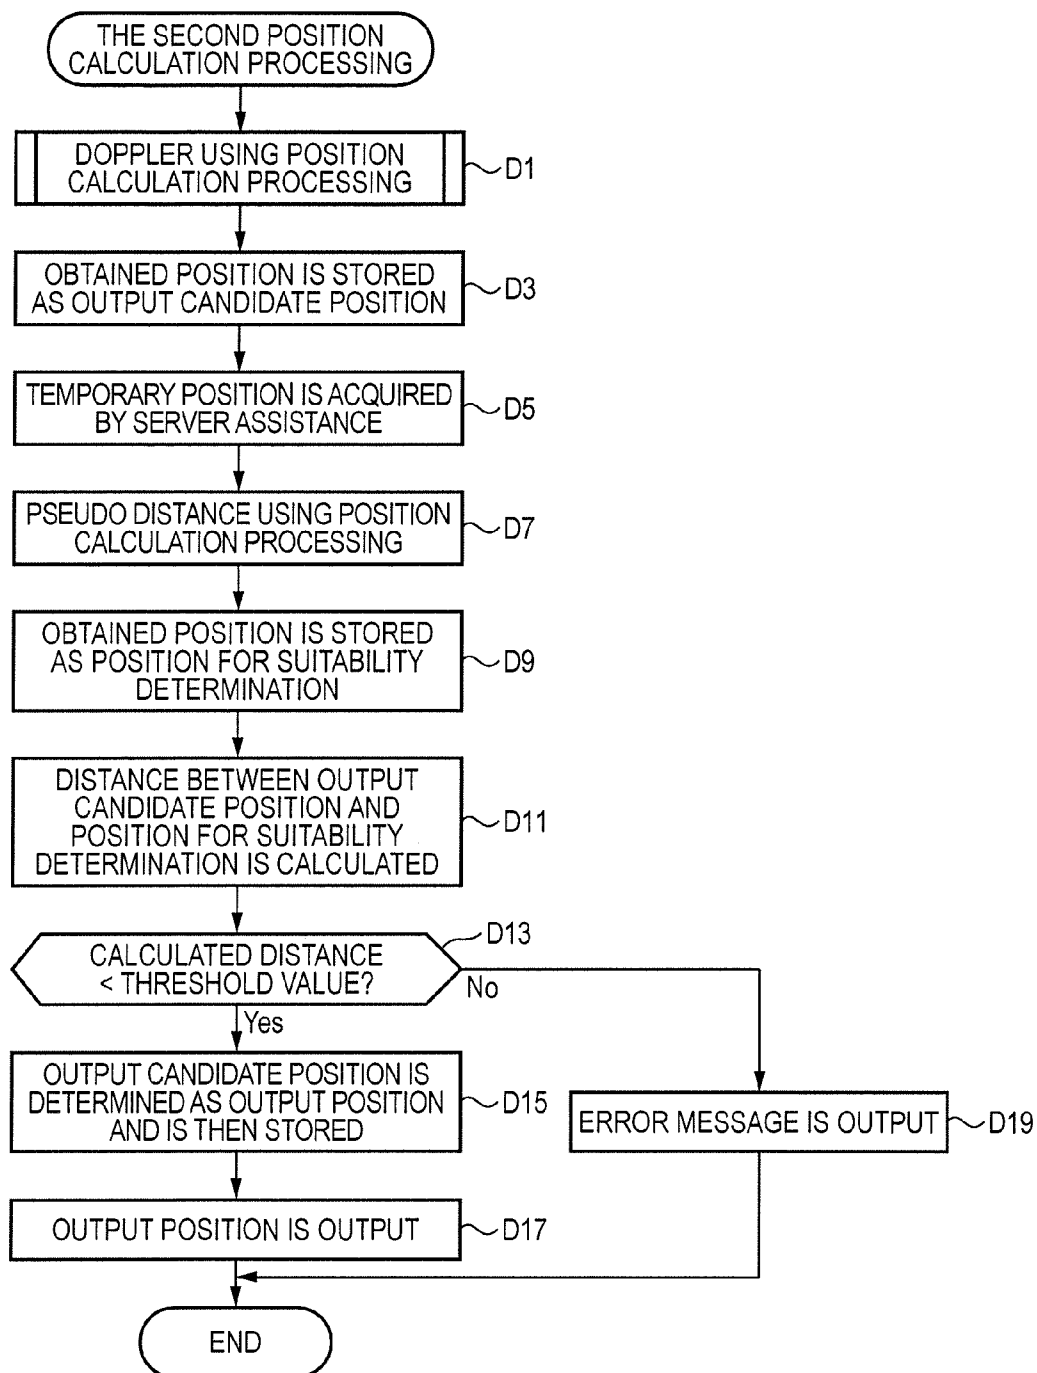 THE SECOND POSITION
CALCULATION PROCESSING
DOPPLER USING POSITION
CALCULATION PROCESSING
D1
OBTAINED POSITION IS STORED
AS OUTPUT CANDIDATE POSITION
D3
TEMPORARY POSITION IS ACQUIRED
BY SERVER ASSISTANCE
D5
PSEUDO DISTANCE USING POSITION
CALCULATION PROCESSING
D7
OBTAINED POSITION IS STORED
AS POSITION FOR SUITABILITY
DETERMINATION
D9
DISTANCE BETWEEN OUTPUT
CANDIDATE POSITION AND
POSITION FOR SUITABILITY
DETERMINATION IS CALCULATED
D11
CALCULATED DISTANCE
< THRESHOLD VALUE?
D13
No
Yes
OUTPUT CANDIDATE POSITION IS
DETERMINED AS OUTPUT POSITION
AND IS THEN STORED
D15
ERROR MESSAGE IS OUTPUT
D19
OUTPUT POSITION IS OUTPUT
D17
END